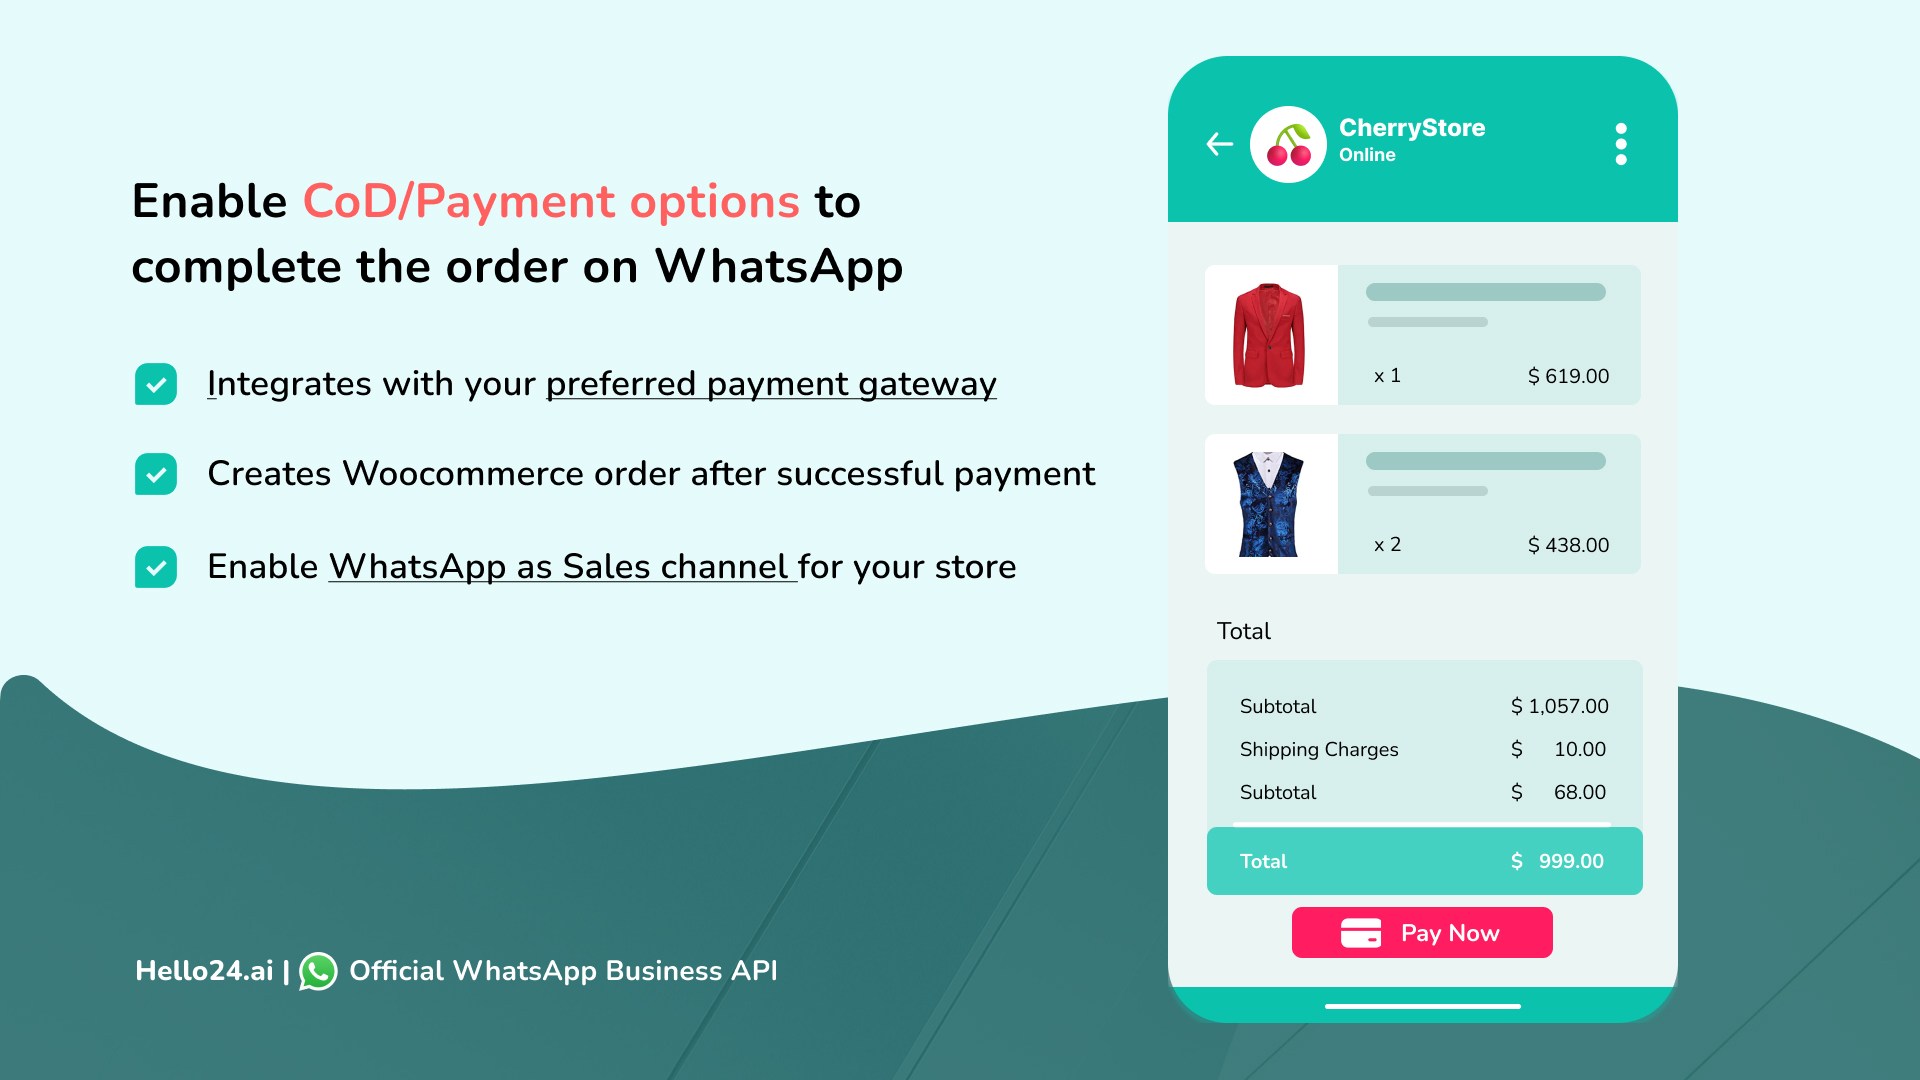 Enable CoD/Payment options to
complete the order on WhatsApp
Integrates with your preferred payment gateway
Creates Woocommerce order after successful payment
Enable WhatsApp as Sales channel for your store
Hello24.ai | Official WhatsApp Business API
CherryStore
Online
x 1 $ 619.00
x 2 $ 438.00
Total
Subtotal $ 1,057.00
Shipping Charges $ 10.00
Subtotal $ 68.00
Total $ 999.00
Pay Now